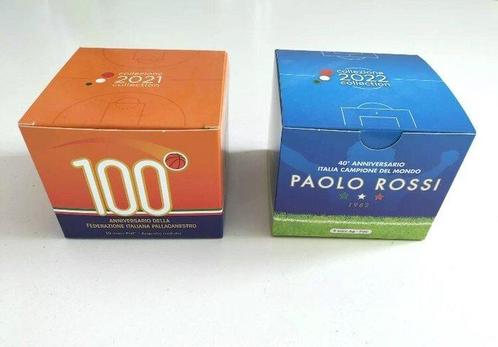 collezione
2021
collection
100°
ANNIVERSARIO DELLA
FEDERAZIONE ITALIANA PALLACANESTRO
collezione
2022
collection
40° ANNIVERSARIO
ITALIA CAMPIONE DEL MONDO
PAOLO ROSSI
1982